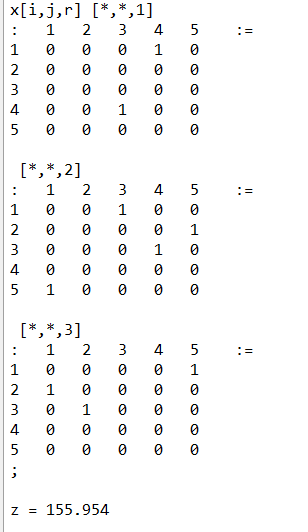 x[i,j,r] [*,*,1]
:   1   2   3   4   5    :=
1   0   0   0   1   0
2   0   0   0   0   0
3   0   0   0   0   0
4   0   0   1   0   0
5   0   0   0   0   0

 [*,*,2]
:   1   2   3   4   5    :=
1   0   0   1   0   0
2   0   0   0   0   1
3   0   0   0   1   0
4   0   0   0   0   0
5   1   0   0   0   0

 [*,*,3]
:   1   2   3   4   5    :=
1   0   0   0   0   1
2   1   0   0   0   0
3   0   1   0   0   0
4   0   0   0   0   0
5   0   0   0   0   0
;

z = 155.954